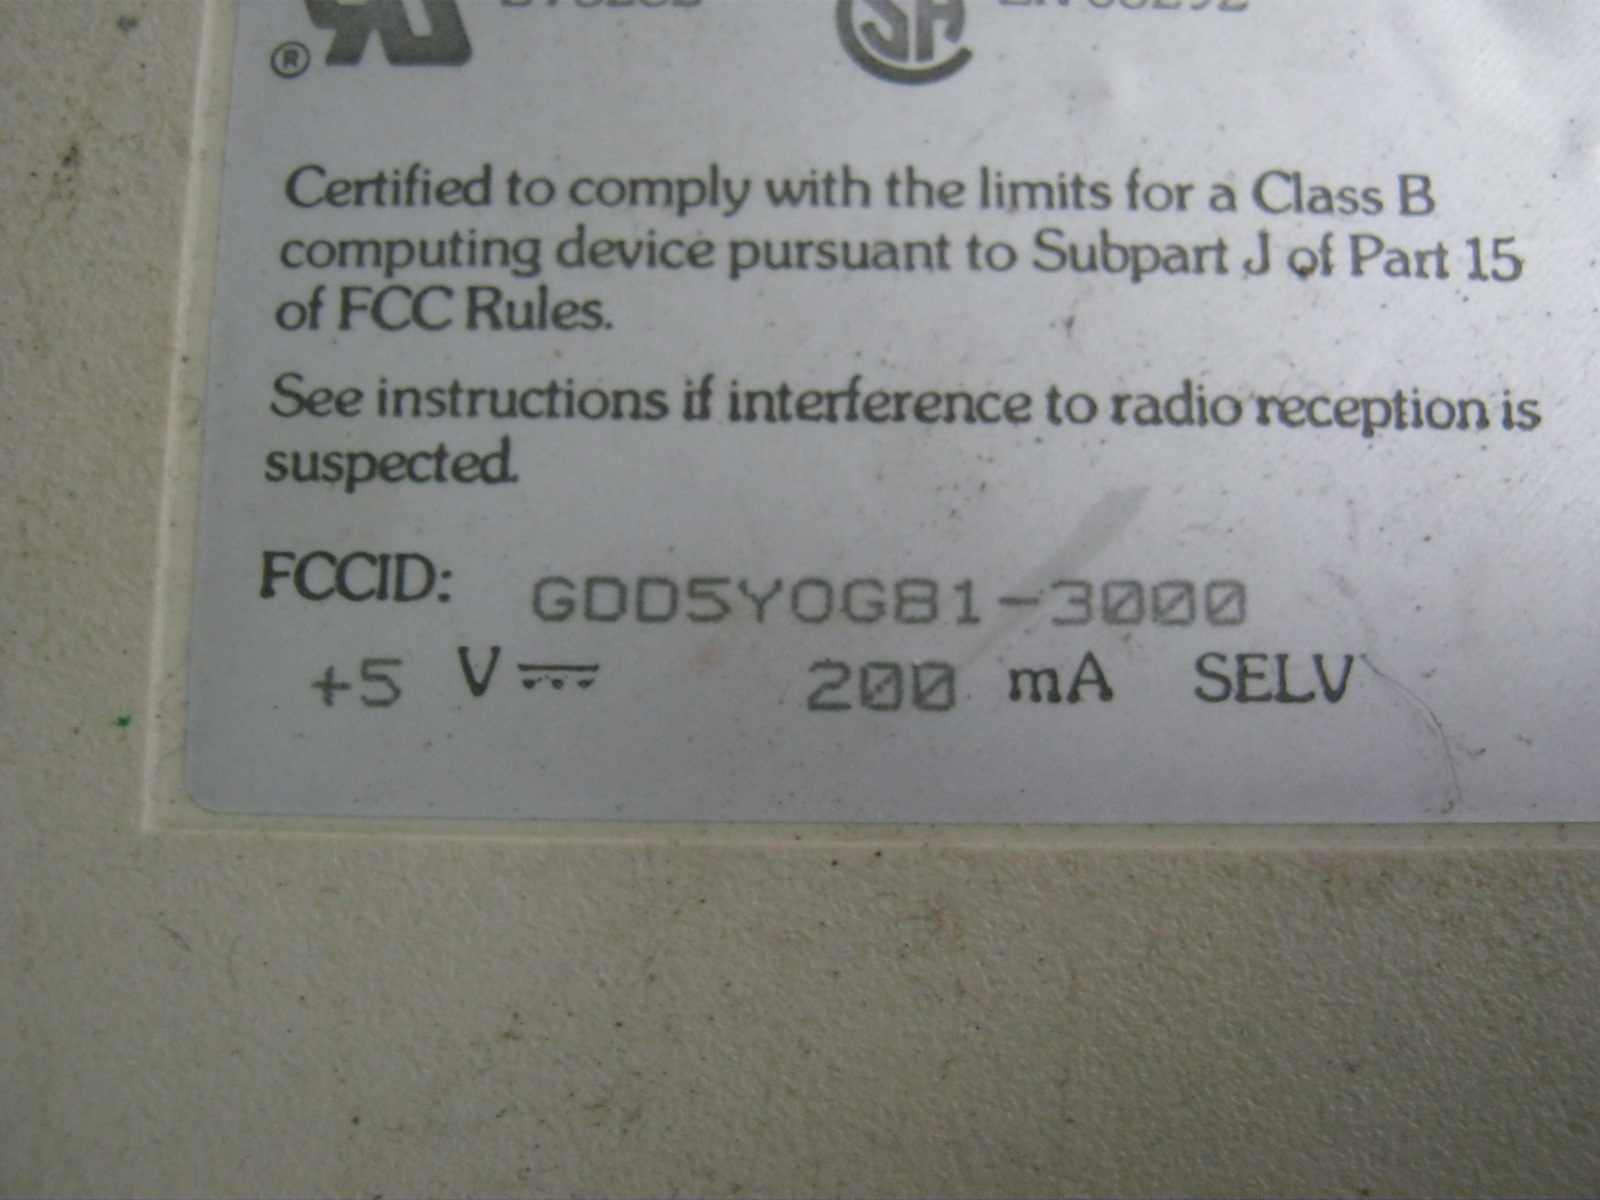 ®
Certified to comply with the limits for a Class B
computing device pursuant to Subpart J of Part 15
of FCC Rules.
See instructions if interference to radio reception is
suspected.
FCCID: GDD5YOGB1-3000
+5 V 200 mA SELV